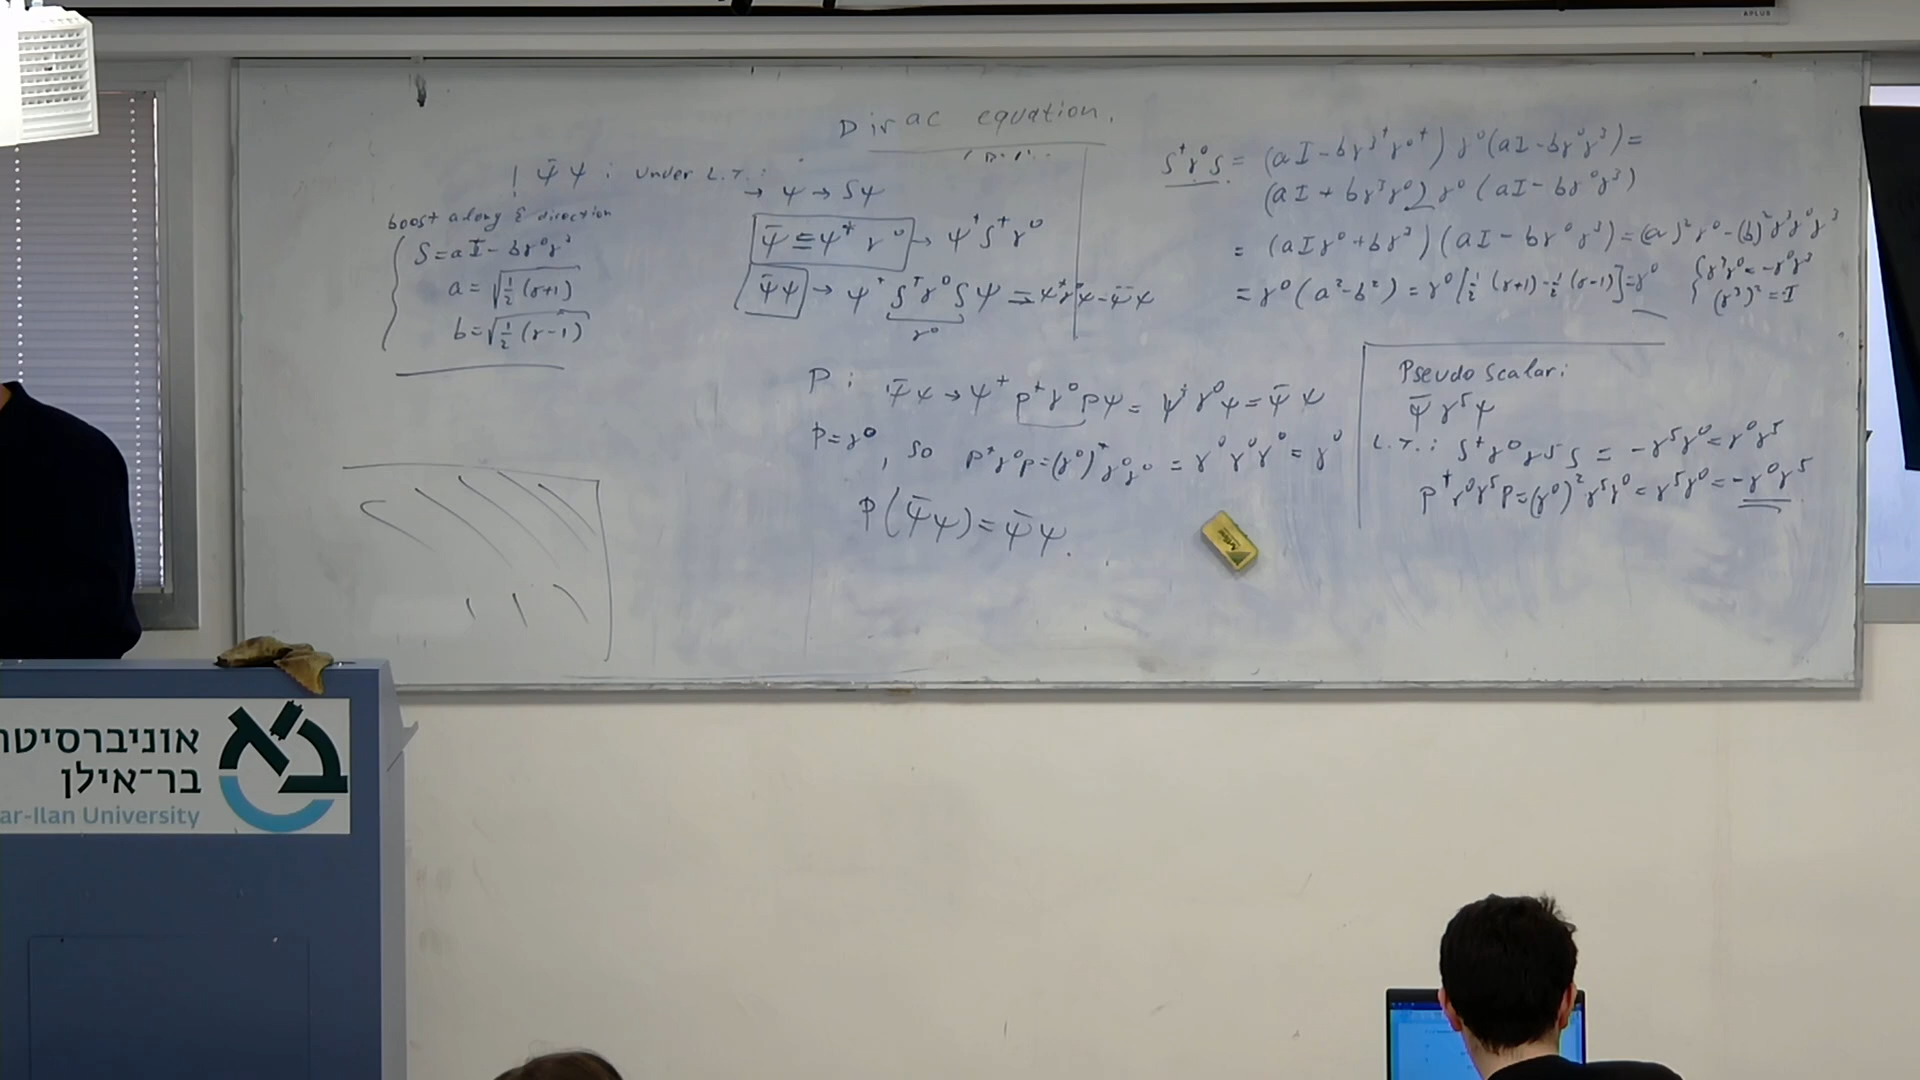 Dirac equation.
! ψ̄ψ : under L.T. :
→ ψ → Sψ
boost along z direction
S = aI - bγ⁰γ³
a = √(½(γ+1))
b = √(½(γ-1))
ψ̄ = ψ⁺γ⁰ → ψ⁺S⁺γ⁰
ψ̄ψ → ψ⁺S⁺γ⁰Sψ = ψ⁺γ⁰ψ = ψ̄ψ
γ⁰
S⁺γ⁰S = (aI - bγ³⁺γ⁰⁺) γ⁰ (aI - bγ⁰γ³) =
(aI + bγ³γ⁰) γ⁰ (aI - bγ⁰γ³)
= (aIγ⁰ + bγ³) (aI - bγ⁰γ³) = (a)²γ⁰ - (b)²γ³γ⁰γ³
= γ⁰(a² - b²) = γ⁰[½(γ+1) - ½(γ-1)] = γ⁰
{ γ³γ⁰ = -γ⁰γ³
(γ³)² = I
P : ψ̄ψ → ψ⁺P⁺γ⁰Pψ = ψ⁺γ⁰ψ = ψ̄ψ
P = γ⁰, so P⁺γ⁰P = (γ⁰)⁺γ⁰γ⁰ = γ⁰γ⁰γ⁰ = γ⁰
P(ψ̄ψ) = ψ̄ψ.
Pseudo scalar:
ψ̄γ⁵ψ
L.T.: S⁺γ⁰γ⁵S = -γ⁵γ⁰ = γ⁰γ⁵
P⁺γ⁰γ⁵P = (γ⁰)²γ⁵γ⁰ = γ⁵γ⁰ = -γ⁰γ⁵
אוניברסיטת
בר־אילן
ar-Ilan University
APLUS